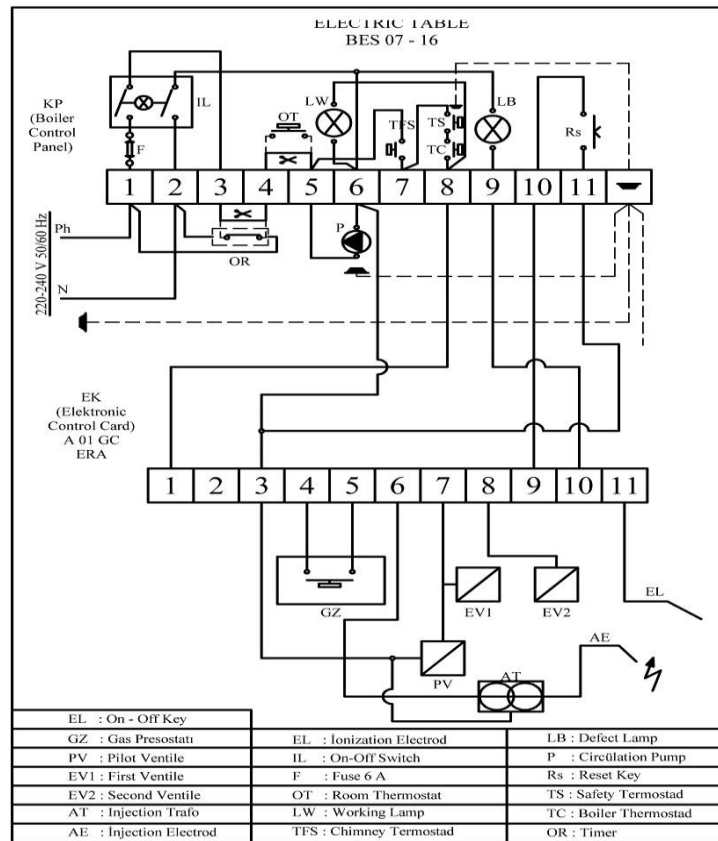 ELECTRIC TABLE
BES 07 - 16
KP
(Boiler
Control
Panel)
IL
F
OT
LW
TFS
TS
TC
LB
Rs
1 2 3 4 5 6 7 8 9 10 11
220-240 V 50/60 Hz
Ph
N
OR
P
EK
(Elektronic
Control Card)
A 01 GC
ERA
1 2 3 4 5 6 7 8 9 10 11
GZ
EV1
EV2
EL
PV
AT
AE
EL : On - Off Key
GZ : Gas Presostatı
PV : Pilot Ventile
EV1 : First Ventile
EV2 : Second Ventile
AT : Injection Trafo
AE : İnjection Electrod
EL : İonization Electrod
IL : On-Off Switch
F : Fuse 6 A
OT : Room Thermostat
LW : Working Lamp
TFS : Chimney Termostad
LB : Defect Lamp
P : Circülation Pump
Rs : Reset Key
TS : Safety Termostad
TC : Boiler Thermostad
OR : Timer